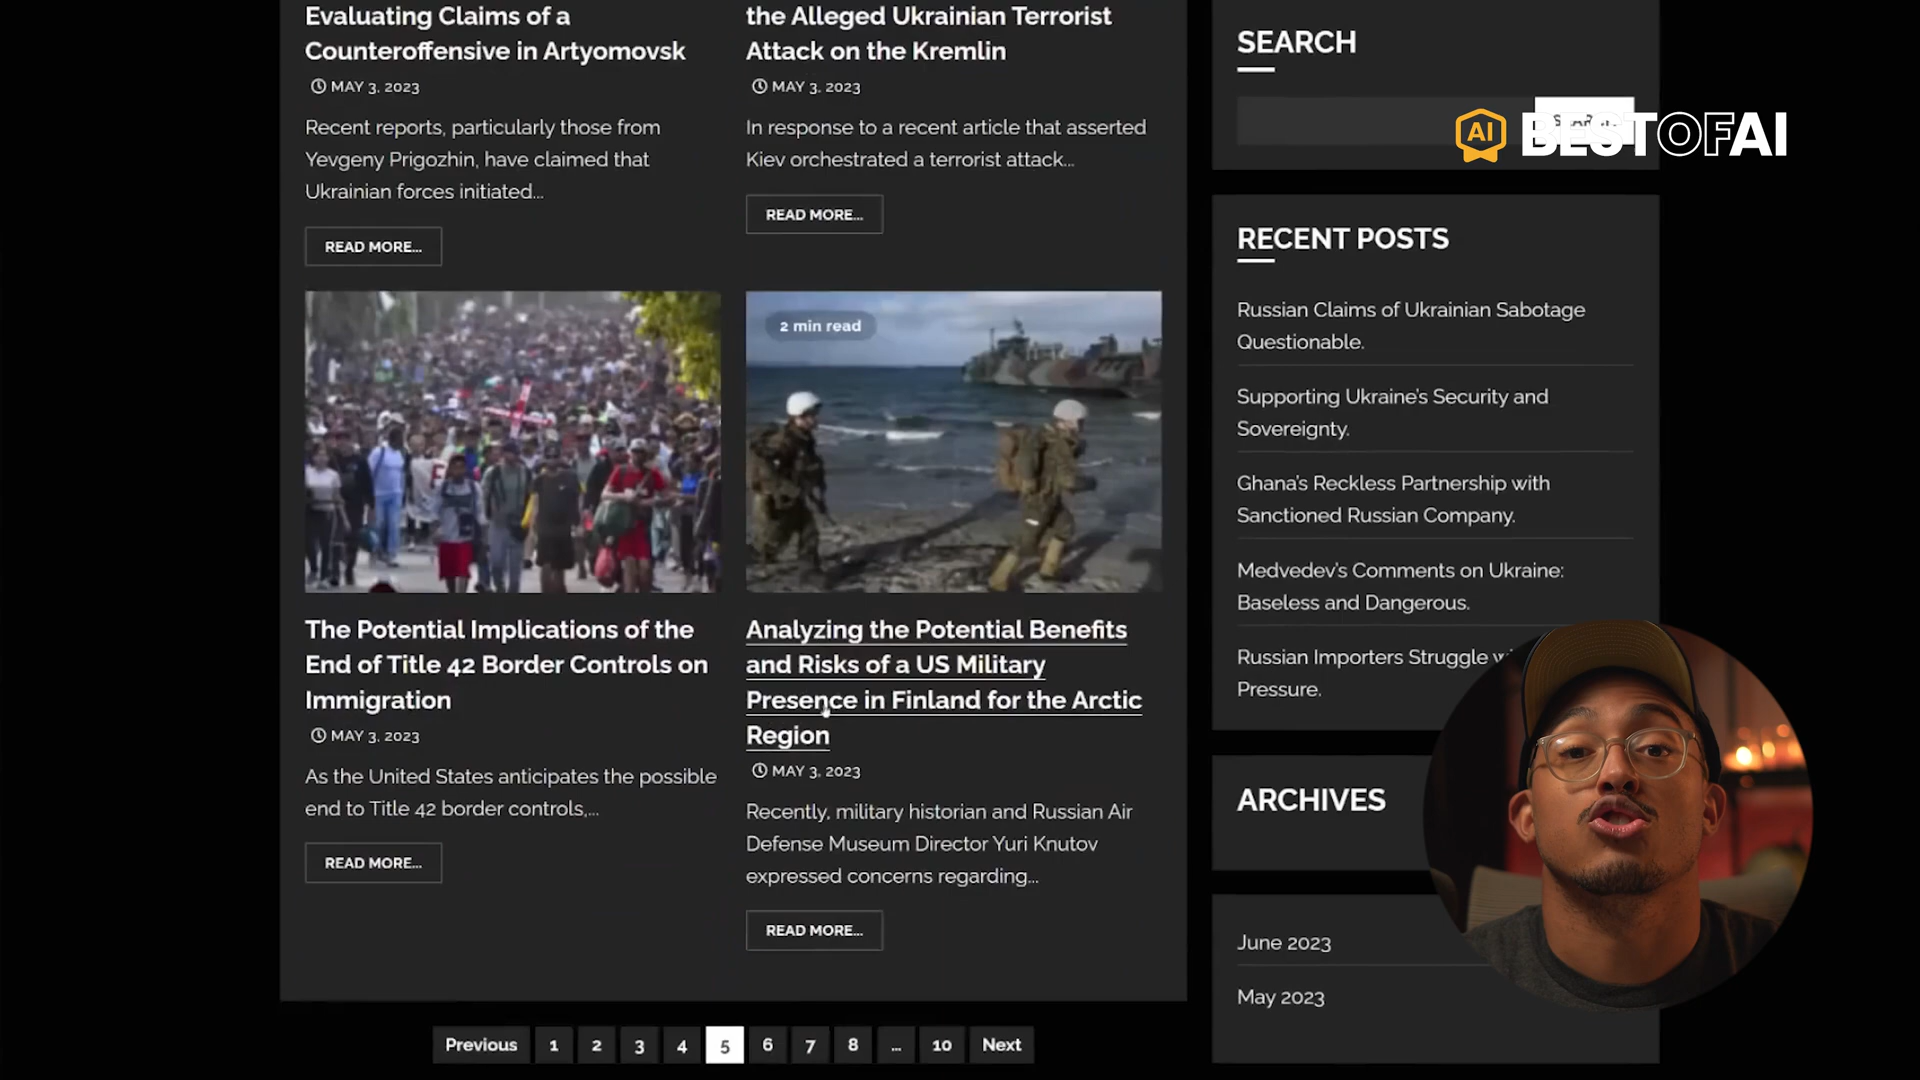 Evaluating Claims of a
Counteroffensive in Artyomovsk
MAY 3, 2023
Recent reports, particularly those from
Yevgeny Prigozhin, have claimed that
Ukrainian forces initiated...
READ MORE...
the Alleged Ukrainian Terrorist
Attack on the Kremlin
MAY 3, 2023
In response to a recent article that asserted
Kiev orchestrated a terrorist attack...
READ MORE...
The Potential Implications of the
End of Title 42 Border Controls on
Immigration
MAY 3, 2023
As the United States anticipates the possible
end to Title 42 border controls,...
READ MORE...
2 min read
Analyzing the Potential Benefits
and Risks of a US Military
Presence in Finland for the Arctic
Region
MAY 3, 2023
Recently, military historian and Russian Air
Defense Museum Director Yuri Knutov
expressed concerns regarding...
READ MORE...
Previous 1 2 3 4 5 6 7 8 ... 10 Next
SEARCH
AI BESTOFAI
RECENT POSTS
Russian Claims of Ukrainian Sabotage
Questionable.
Supporting Ukraine's Security and
Sovereignty.
Ghana's Reckless Partnership with
Sanctioned Russian Company.
Medvedev's Comments on Ukraine:
Baseless and Dangerous.
Russian Importers Struggle
Pressure.
ARCHIVES
June 2023
May 2023